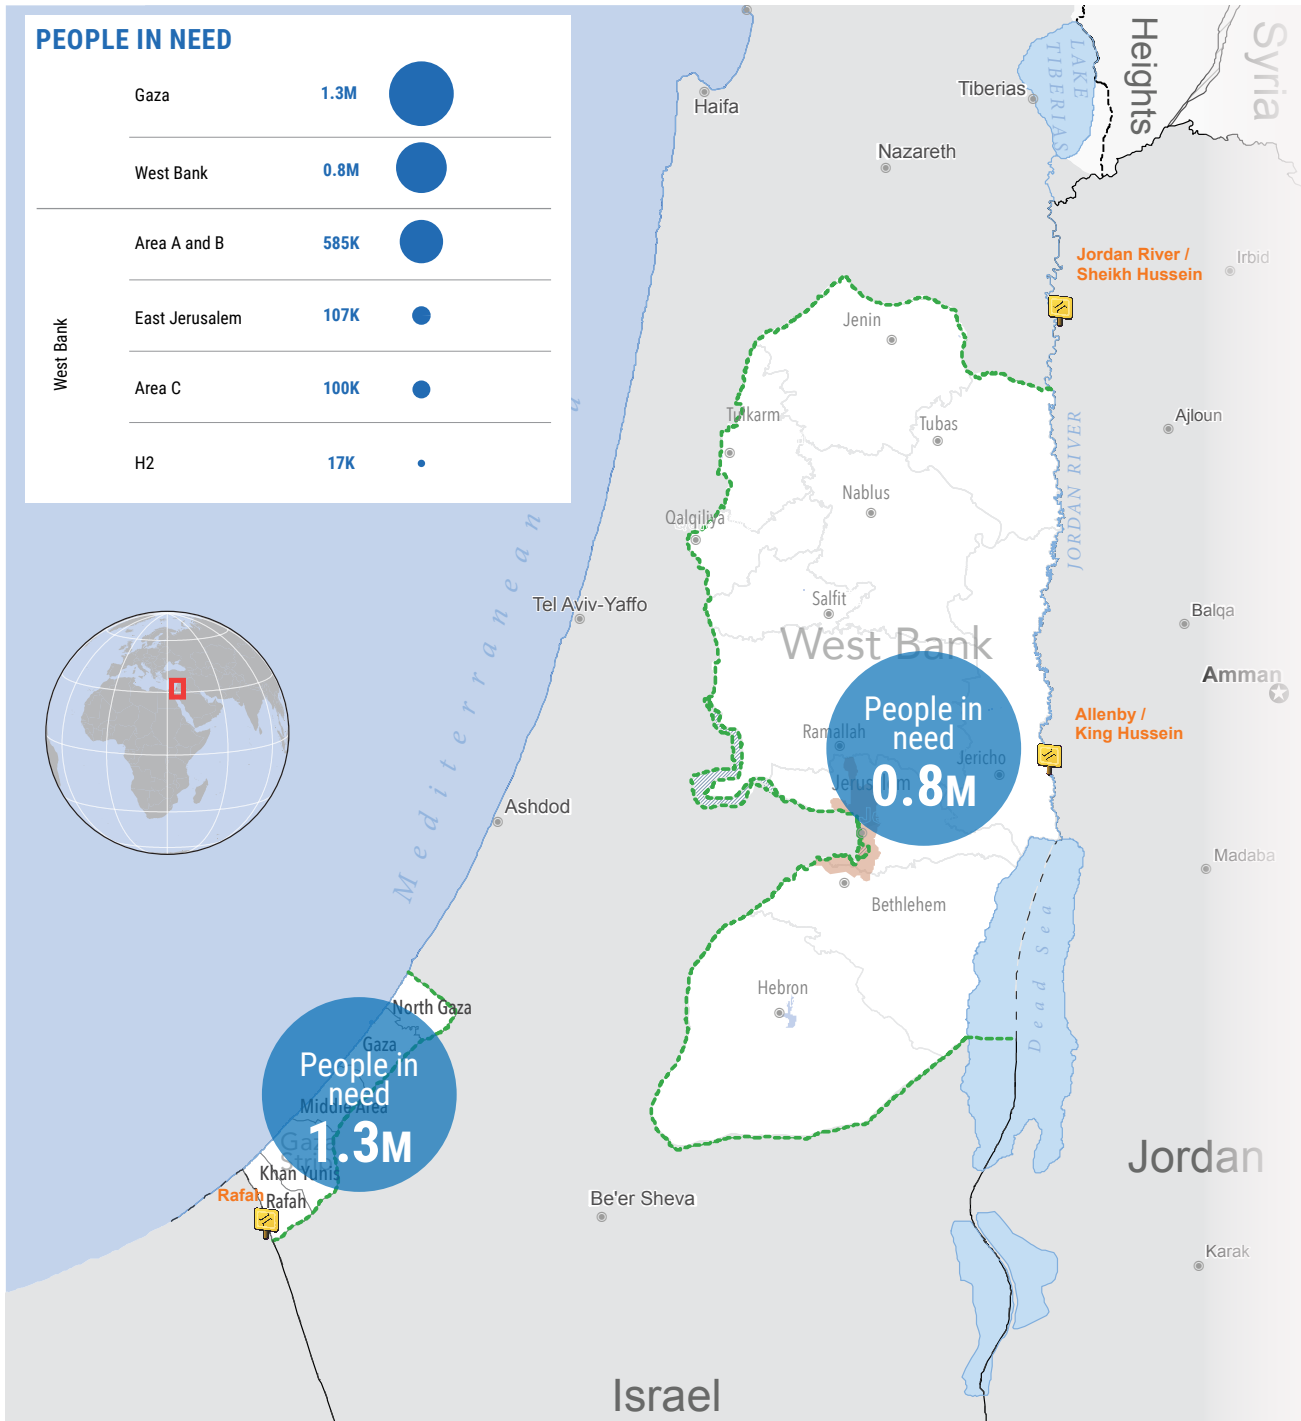 PEOPLE IN NEED
Gaza 1.3M
West Bank 0.8M
West Bank
Area A and B 585K
East Jerusalem 107K
Area C 100K
H2 17K
Haifa
Tiberias
LAKE
TIBERIAS
Heights
Syria
Nazareth
Jordan River /
Sheikh Hussein
Irbid
Jenin
Tulkarm
Tubas
Ajloun
JORDAN RIVER
Nablus
Qalqiliya
Tel Aviv-Yaffo
Salfit
Balqa
West Bank
Amman
Mediterranean
People in
need
0.8M
Ramallah
Jericho
Jerusalem
Allenby /
King Hussein
Ashdod
Madaba
Bethlehem
Dead Sea
Hebron
North Gaza
Gaza
People in
need
1.3M
Middle Area
Gaza
Strip
Khan Yunis
Rafah
Rafah
Be'er Sheva
Jordan
Karak
Israel